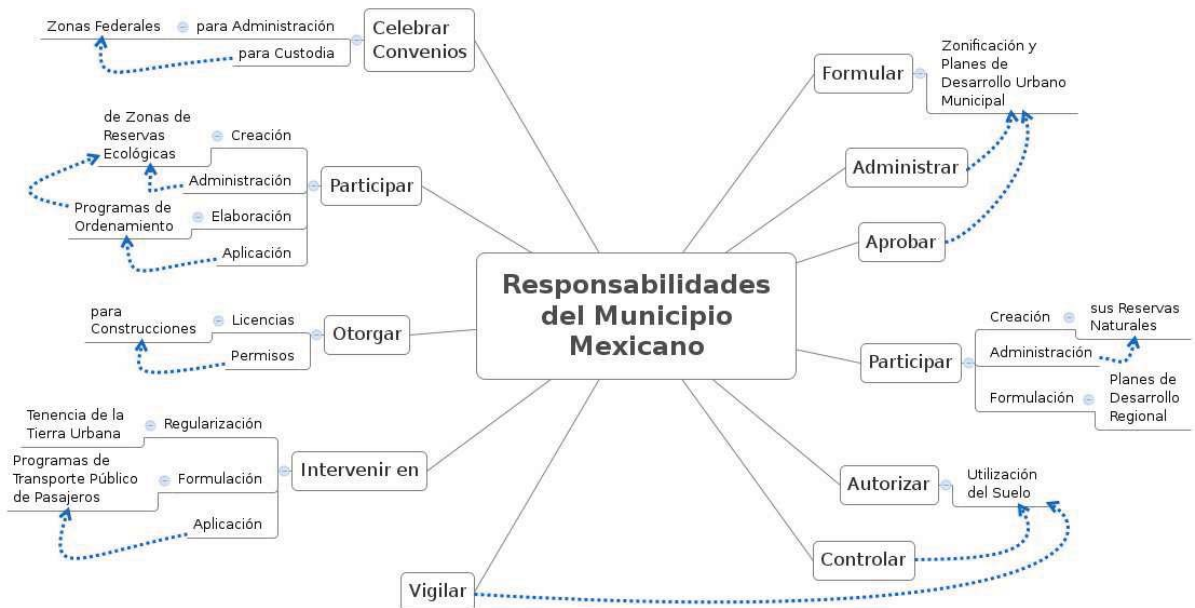 Responsabilidades
del Municipio
Mexicano
Formular
Zonificación y
Planes de
Desarrollo Urbano
Municipal
Administrar
Aprobar
Participar
Creación
sus Reservas
Naturales
Administración
Formulación
Planes de
Desarrollo
Regional
Autorizar
Utilización
del Suelo
Controlar
Vigilar
Intervenir en
Regularización
Tenencia de la
Tierra Urbana
Formulación
Programas de
Transporte Público
de Pasajeros
Aplicación
Otorgar
Licencias
para
Construcciones
Permisos
Participar
Creación
de Zonas de
Reservas
Ecológicas
Administración
Elaboración
Programas de
Ordenamiento
Aplicación
Celebrar
Convenios
para Administración
Zonas Federales
para Custodia